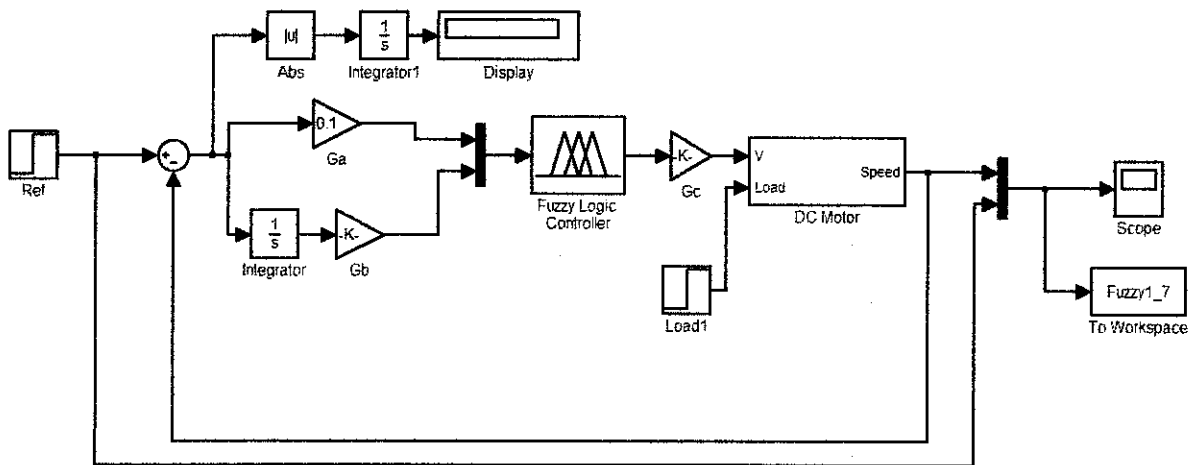 |u|
1
s
Abs
Integrator1
Display
0.1
Ga
Ref
+
-
-K-
V
Speed
Load
Gc
DC Motor
Fuzzy Logic
Controller
Scope
1
s
-K-
Integrator
Gb
Load1
Fuzzy1_7
To Workspace